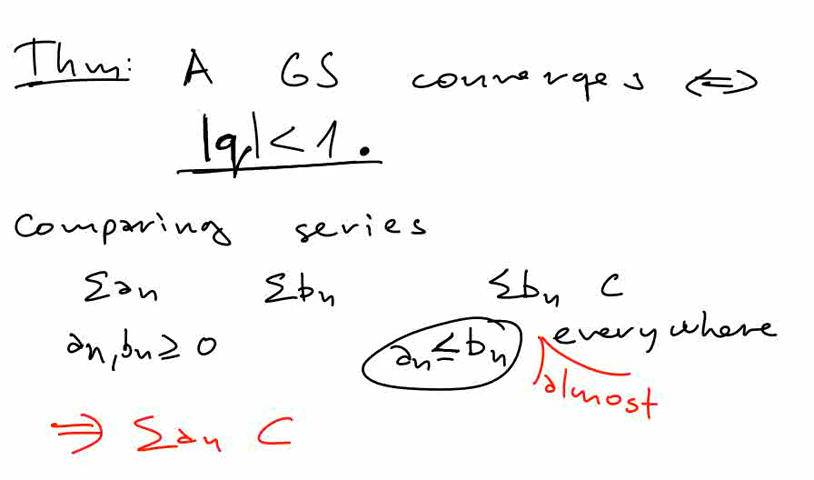 Thm: A GS converges ⇔
|q| < 1.
Comparing series
Σan Σbn Σbn C
an, bn ≥ 0 an ≤ bn everywhere
almost
⇒ Σan C